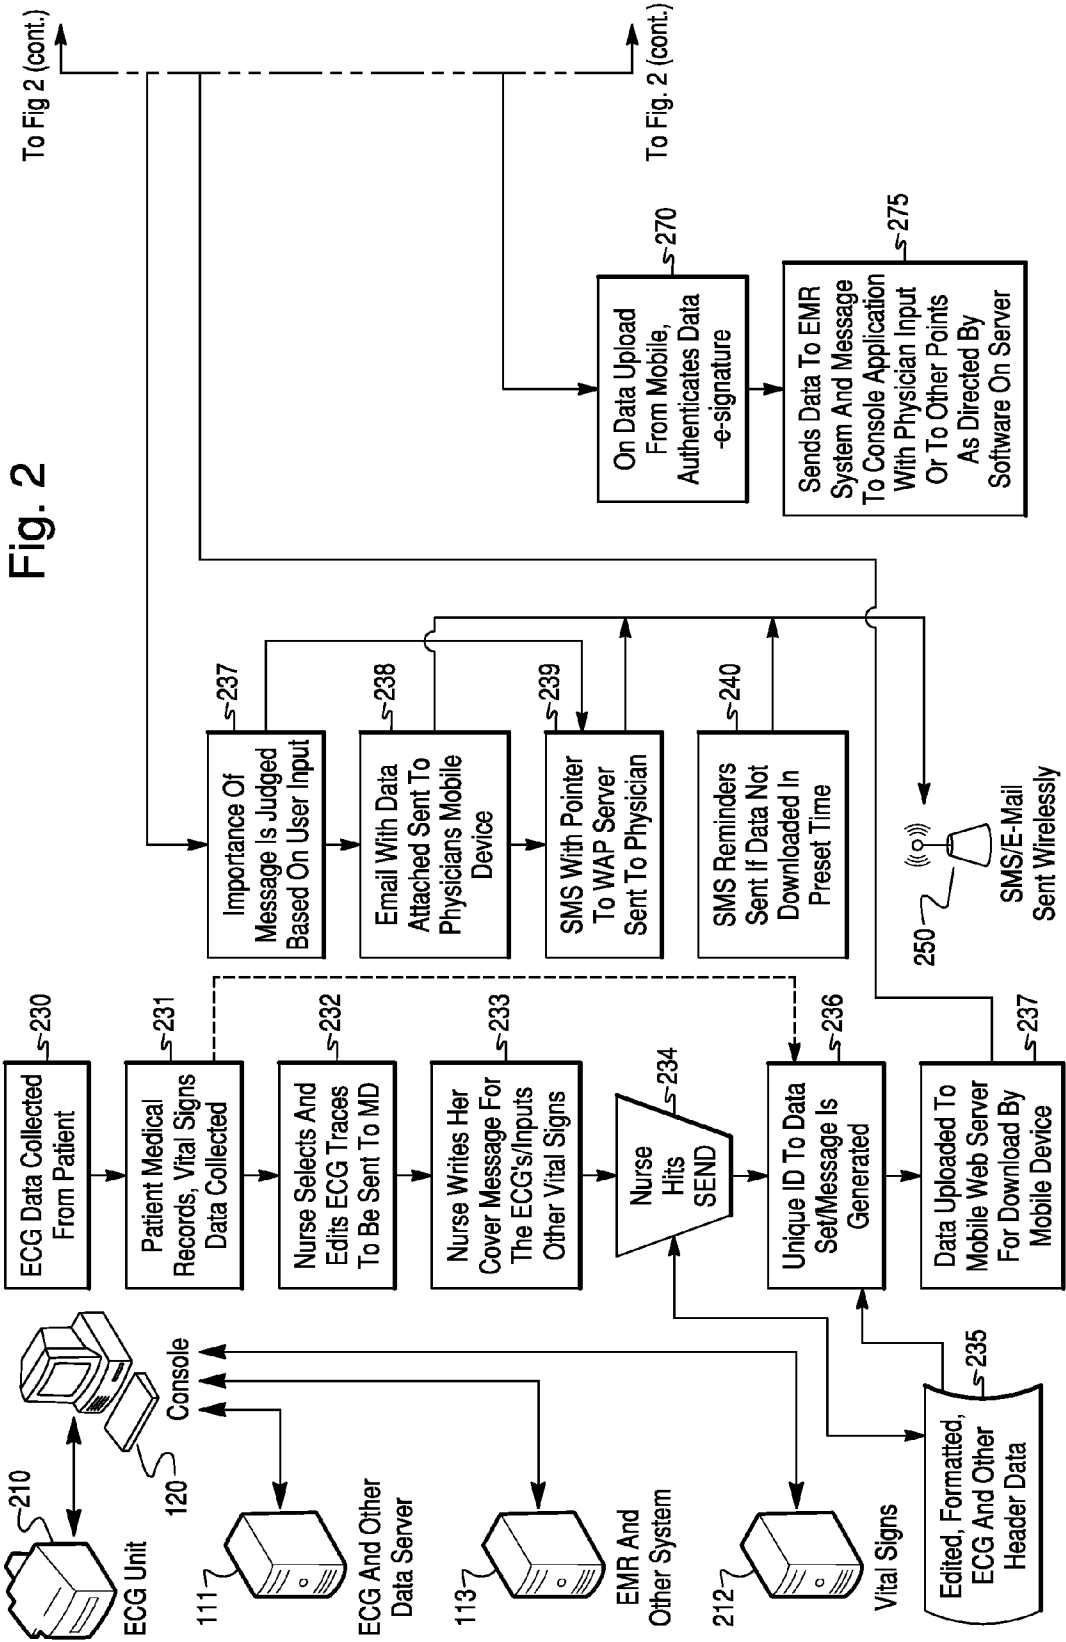 Fig. 2
210
ECG Unit
120
Console
111
ECG And Other
Data Server
113
EMR And
Other System
212
Vital Signs
Edited, Formatted,
ECG And Other
Header Data
235
ECG Data Collected
From Patient
230
Patient Medical
Records, Vital Signs
Data Collected
231
Nurse Selects And
Edits ECG Traces
To Be Sent To MD
232
Nurse Writes Her
Cover Message For
The ECG's/Inputs
Other Vital Signs
233
Nurse
Hits
SEND
234
Unique ID To Data
Set/Message Is
Generated
236
Data Uploaded To
Mobile Web Server
For Download By
Mobile Device
237
Importance Of
Message Is Judged
Based On User Input
237
Email With Data
Attached Sent To
Physicians Mobile
Device
238
SMS With Pointer
To WAP Server
Sent To Physician
239
SMS Reminders
Sent If Data Not
Downloaded In
Preset Time
240
250
SMS/E-Mail
Sent Wirelessly
On Data Upload
From Mobile,
Authenticates Data
-e-signature
270
Sends Data To EMR
System And Message
To Console Application
With Physician Input
Or To Other Points
As Directed By
Software On Server
275
To Fig 2 (cont.)
To Fig. 2 (cont.)